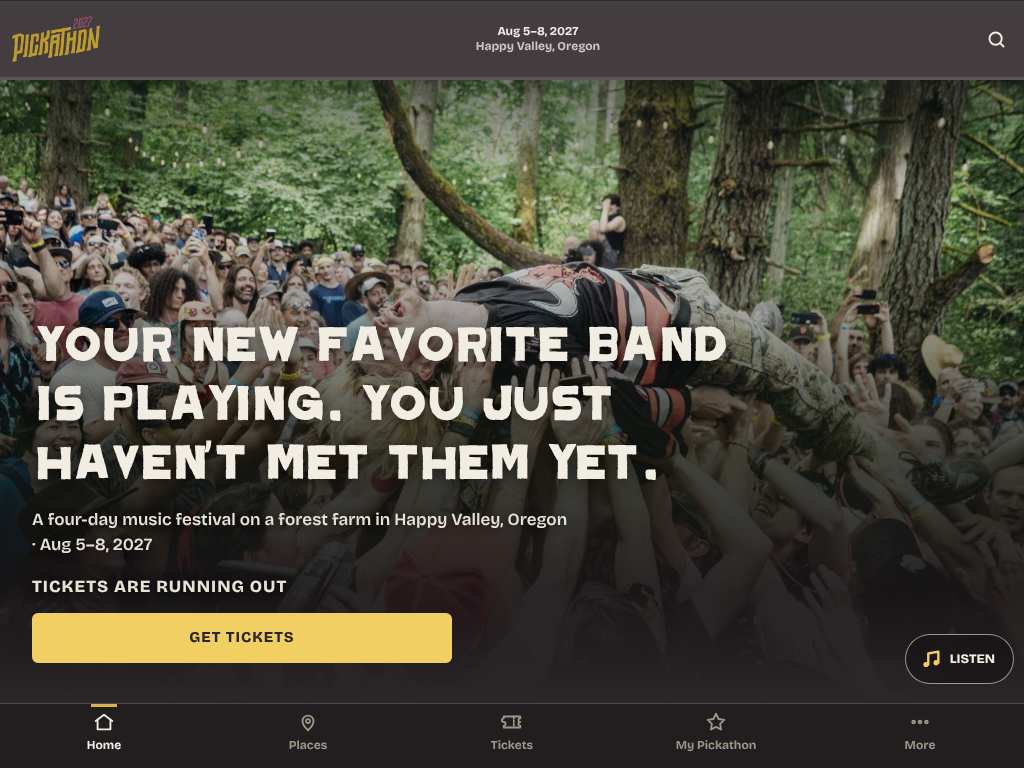 2027
PICKATHON
Aug 5–8, 2027
Happy Valley, Oregon
YOUR NEW FAVORITE BAND
IS PLAYING. YOU JUST
HAVEN'T MET THEM YET.
A four-day music festival on a forest farm in Happy Valley, Oregon
· Aug 5–8, 2027
TICKETS ARE RUNNING OUT
GET TICKETS
LISTEN
Home
Places
Tickets
My Pickathon
More